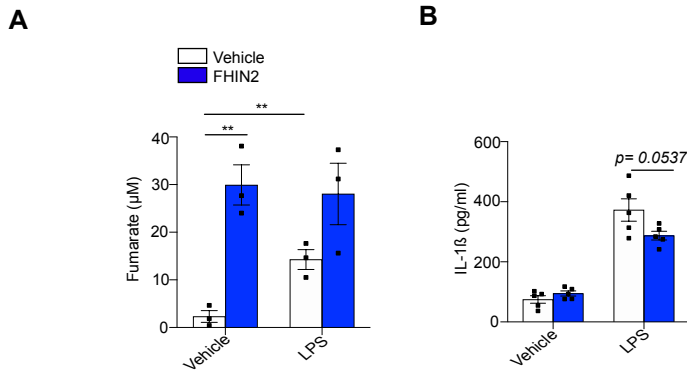 A
Vehicle
FHIN2
**
**
40
30
20
10
0
Fumarate (µM)
Vehicle
LPS
B
p= 0.0537
600
400
200
0
IL-1ß (pg/ml)
Vehicle
LPS